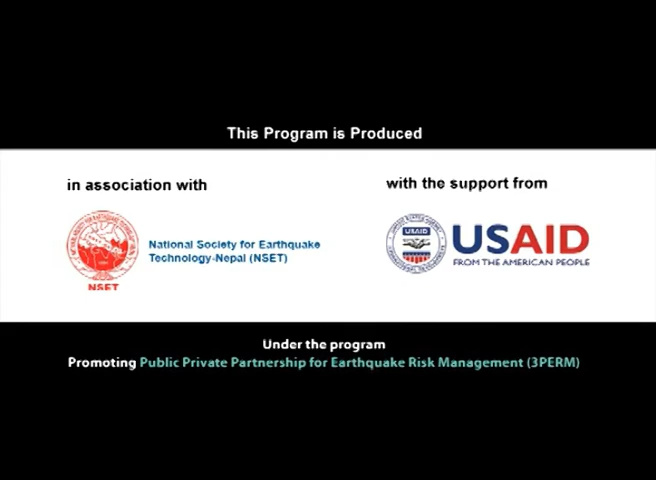 This Program is Produced
in association with
with the support from
NSET
National Society for Earthquake
Technology-Nepal (NSET)
USAID
USAID
FROM THE AMERICAN PEOPLE
Under the program
Promoting Public Private Partnership for Earthquake Risk Management (3PERM)